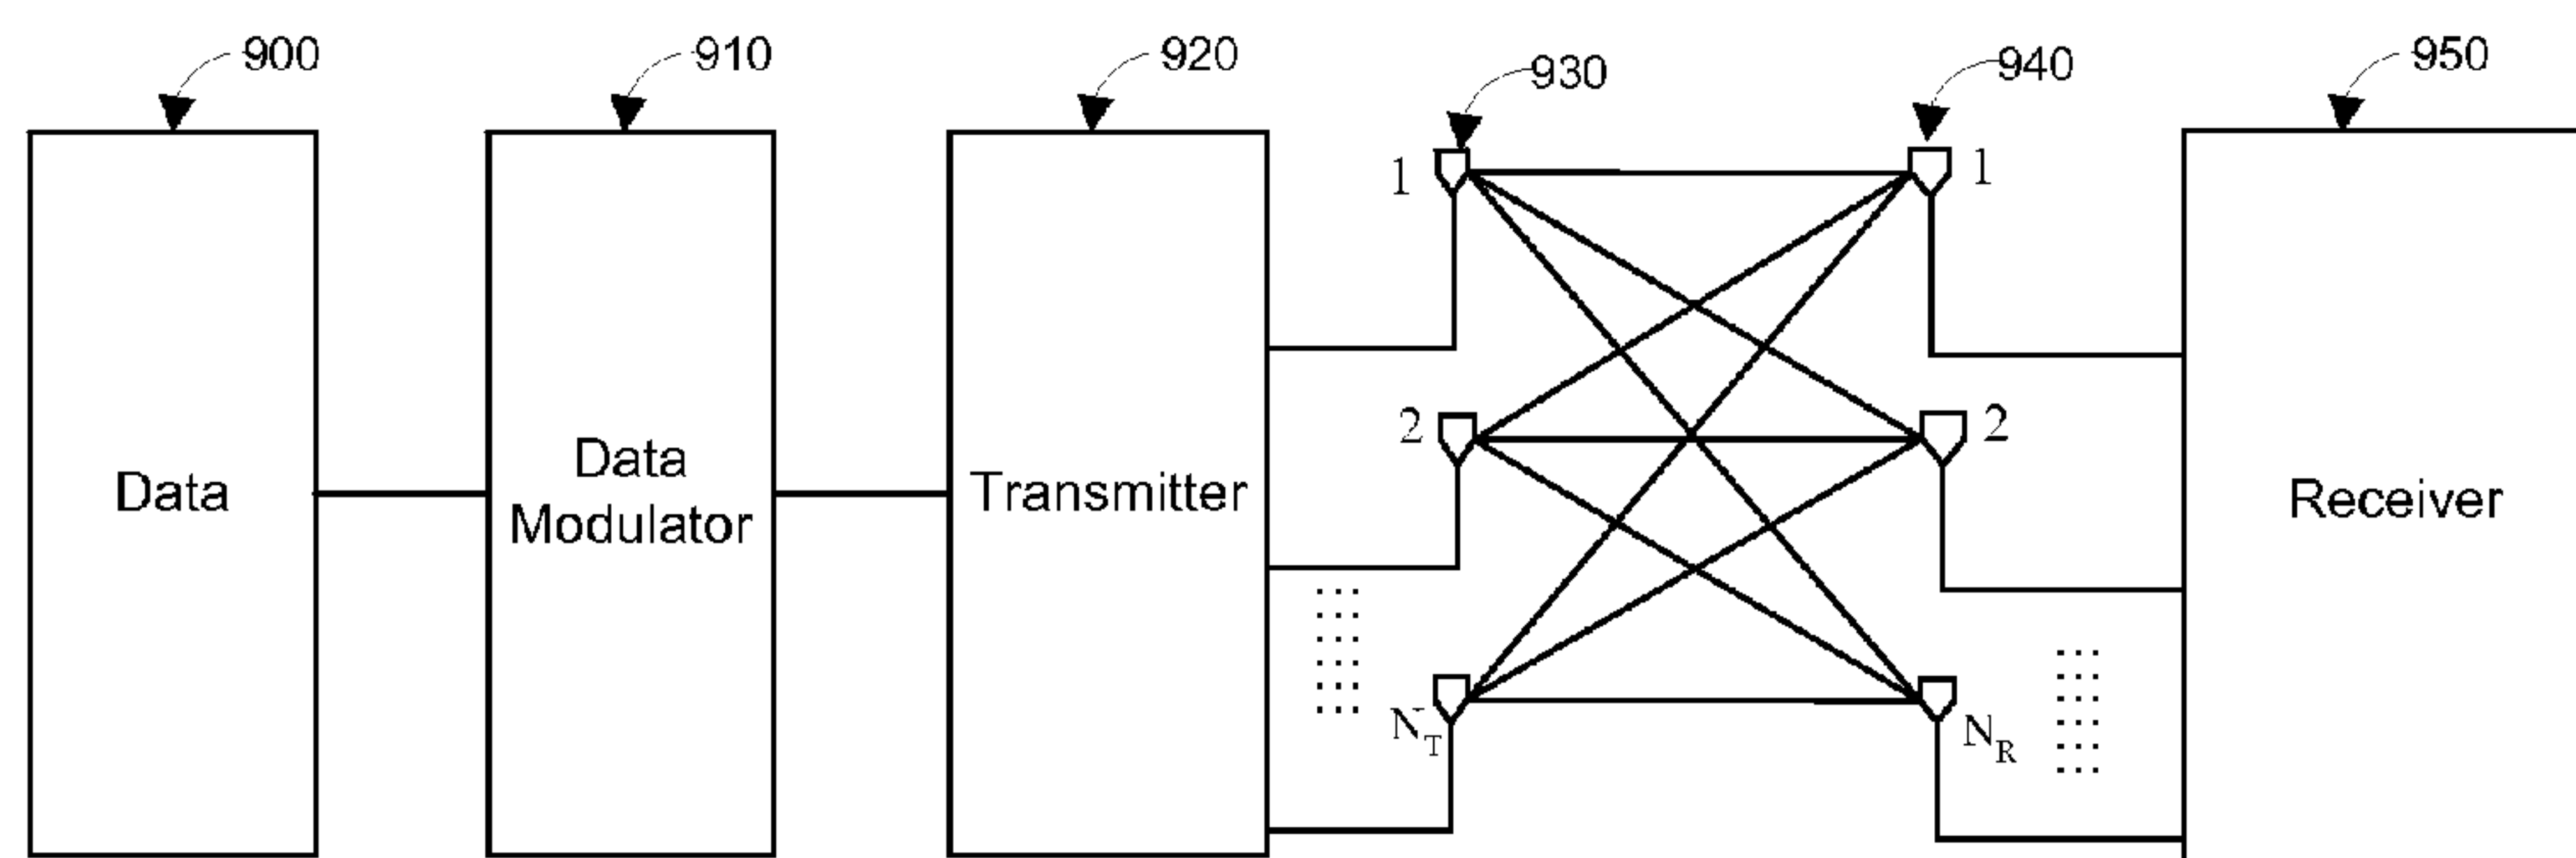 900
910
920
930
940
950
1
1
2
2
Data
Data
Modulator
Transmitter
Receiver
N_T
N_R